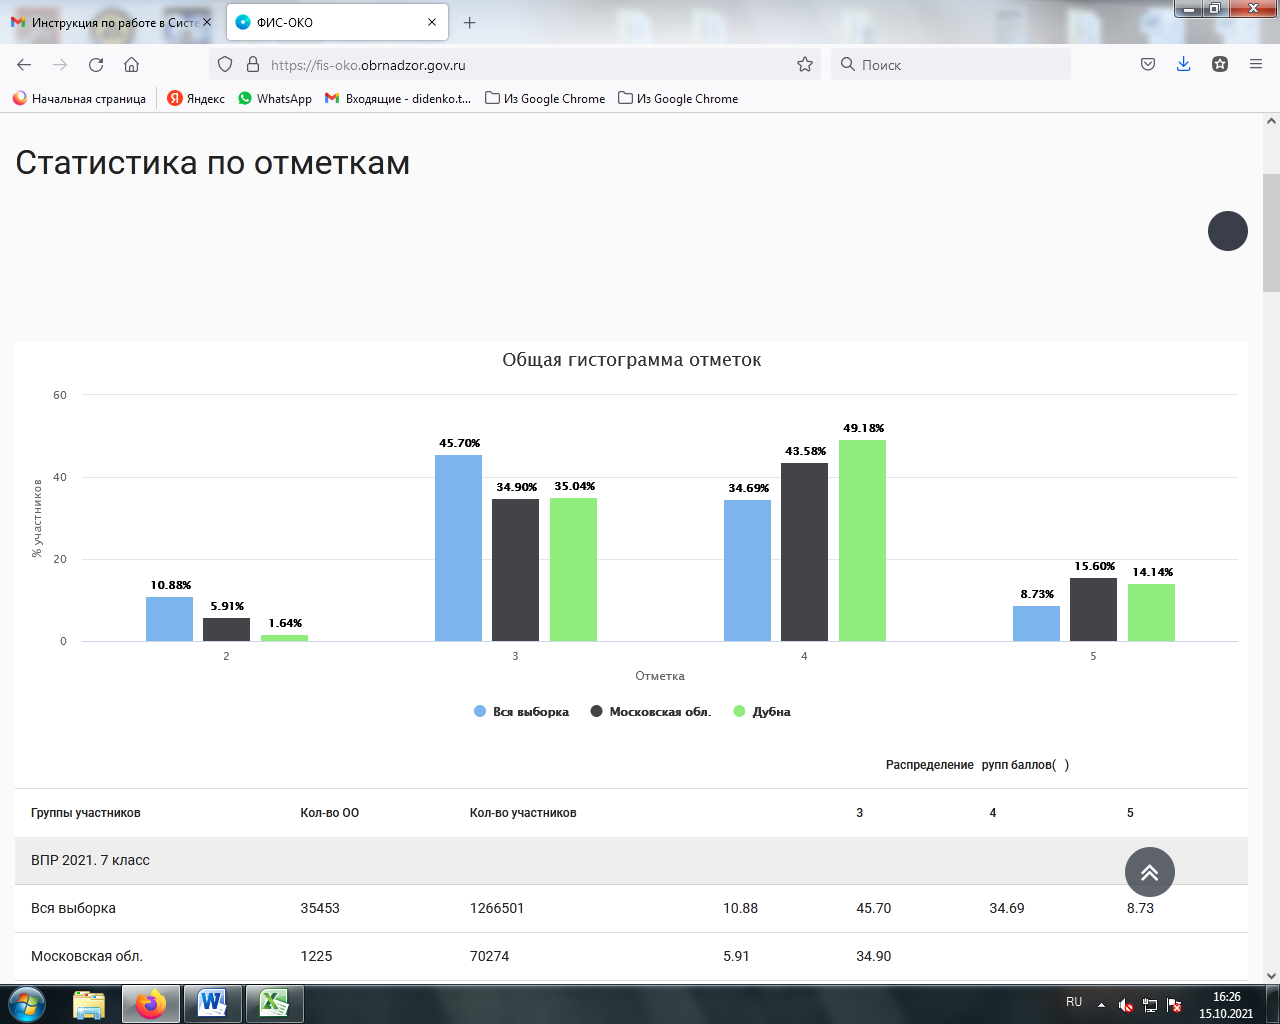 Инструкция по работе в Систе
ФИС-ОКО
https://fis-oko.obrnadzor.gov.ru
Поиск
Начальная страница
Яндекс
WhatsApp
Входящие - didenko.t...
Из Google Chrome
Из Google Chrome
Статистика по отметкам
Общая гистограмма отметок
60
40
20
0
% участников
10.88%
5.91%
1.64%
45.70%
34.90%
35.04%
34.69%
43.58%
49.18%
8.73%
15.60%
14.14%
2
3
4
5
Отметка
Вся выборка
Московская обл.
Дубна
Распределение рупп баллов( )
Группы участников Кол-во ОО Кол-во участников 3 4 5
ВПР 2021. 7 класс
Вся выборка 35453 1266501 10.88 45.70 34.69 8.73
Московская обл. 1225 70274 5.91 34.90
RU
16:26
15.10.2021